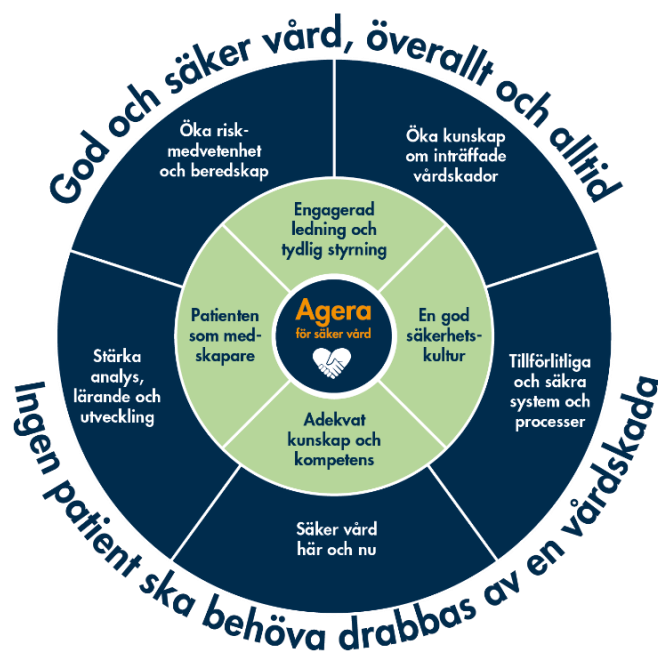 God och säker vård, överallt och alltid
Öka risk-
medvetenhet
och beredskap
Öka kunskap
om inträffade
vårdskador
Engagerad
ledning och
tydlig styrning
Patienten
som med-
skapare
Agera
för säker vård
En god
säkerhets-
kultur
Stärka
analys,
lärande och
utveckling
Tillförlitliga
och säkra
system och
processer
Adekvat
kunskap och
kompetens
Säker vård
här och nu
Ingen patient ska behöva drabbas av en vårdskada